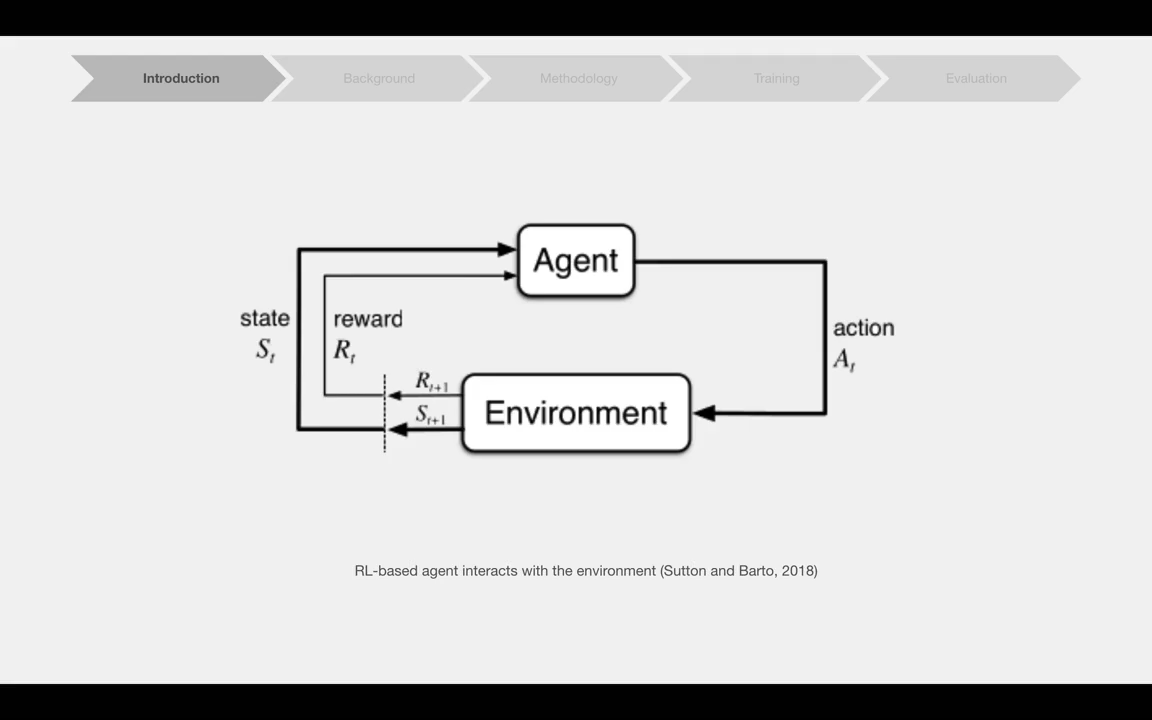 Introduction
Background
Methodology
Training
Evaluation
Agent
state
S_t
reward
R_t
action
A_t
R_{t+1}
S_{t+1}
Environment
RL-based agent interacts with the environment (Sutton and Barto, 2018)